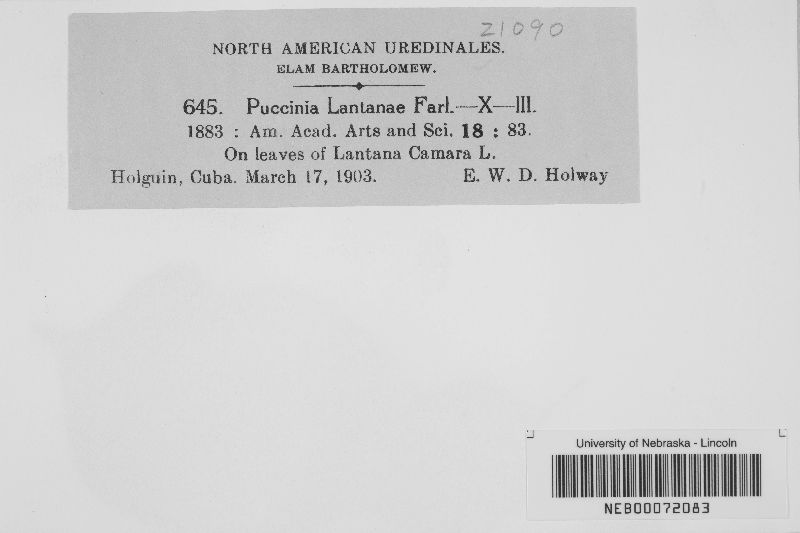 21090
NORTH AMERICAN UREDINALES.
ELAM BARTHOLOMEW.
645. Puccinia Lantanae Farl.—X—III.
1883 : Am. Acad. Arts and Sci. 18 : 83.
On leaves of Lantana Camara L.
Holguin, Cuba. March 17, 1903. E. W. D. Holway
University of Nebraska - Lincoln
NEB00072083